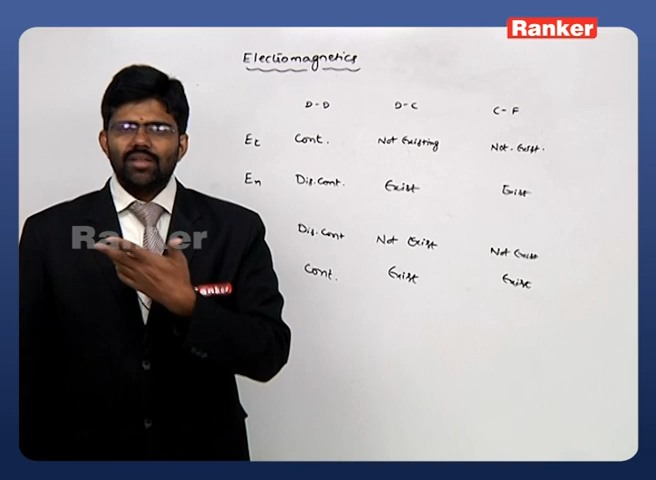 Ranker
Electromagnetics
D-D D-C C-F
Et Cont. Not Existing Not. Exist.
En Dis.cont. Exist Exist
Dis.cont Not Exist Not Exist
Cont. Exist Exist
Ranker
Ranker